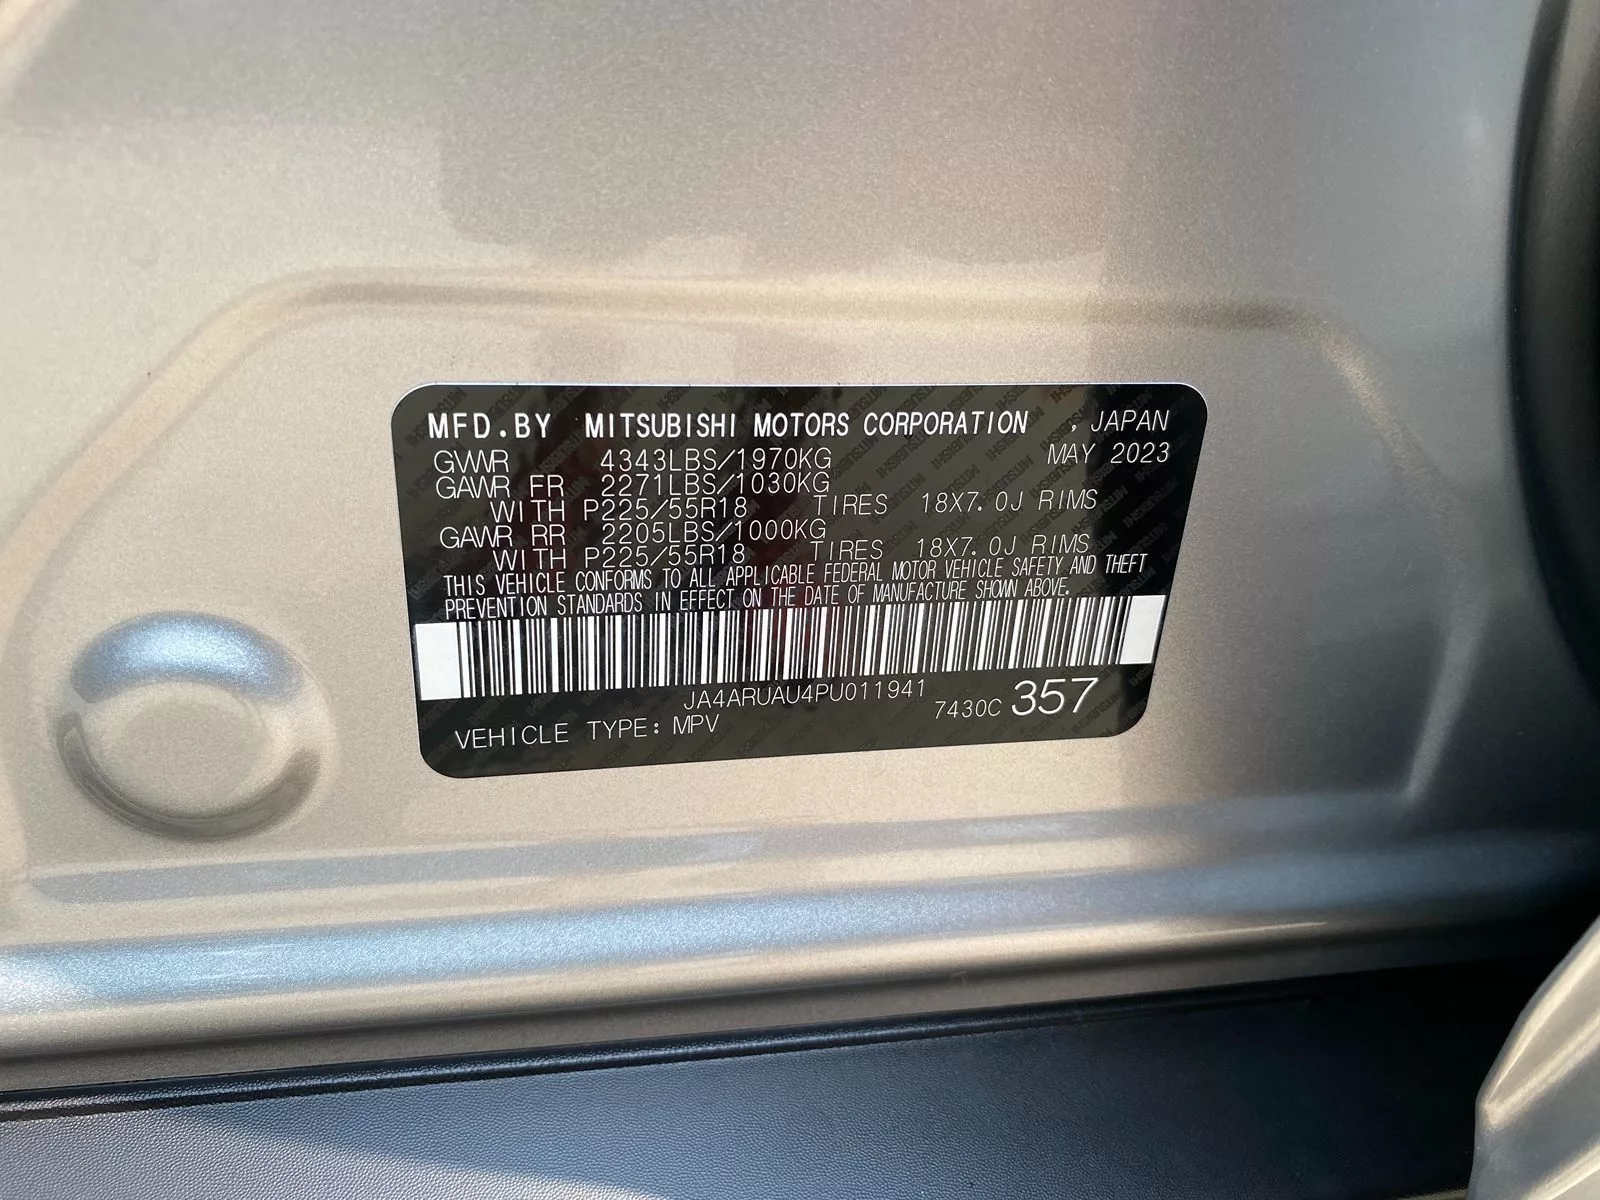 MFD.BY MITSUBISHI MOTORS CORPORATION , JAPAN
GVWR 4343LBS/1970KG MAY 2023
GAWR FR 2271LBS/1030KG
WITH P225/55R18 TIRES 18X7.0J RIMS
GAWR RR 2205LBS/1000KG
WITH P225/55R18 TIRES 18X7.0J RIMS
THIS VEHICLE CONFORMS TO ALL APPLICABLE FEDERAL MOTOR VEHICLE SAFETY AND THEFT
PREVENTION STANDARDS IN EFFECT ON THE DATE OF MANUFACTURE SHOWN ABOVE.
JA4ARUAU4PU011941
VEHICLE TYPE: MPV 7430C 357